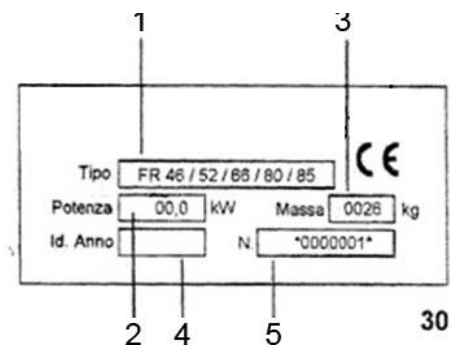 1 3
CE
Tipo FR 46 / 52 / 66 / 80 / 85
Potenza 00,0 kW Massa 0026 kg
Id. Anno N. *0000001*
2 4 5 30